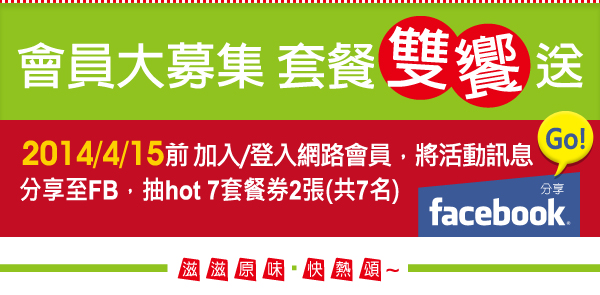 會員大募集 套餐雙饗送
2014/4/15前 加入/登入網路會員，將活動訊息
分享至FB，抽hot 7套餐券2張(共7名)
Go!
分享
facebook
滋滋原味·快熱頌~